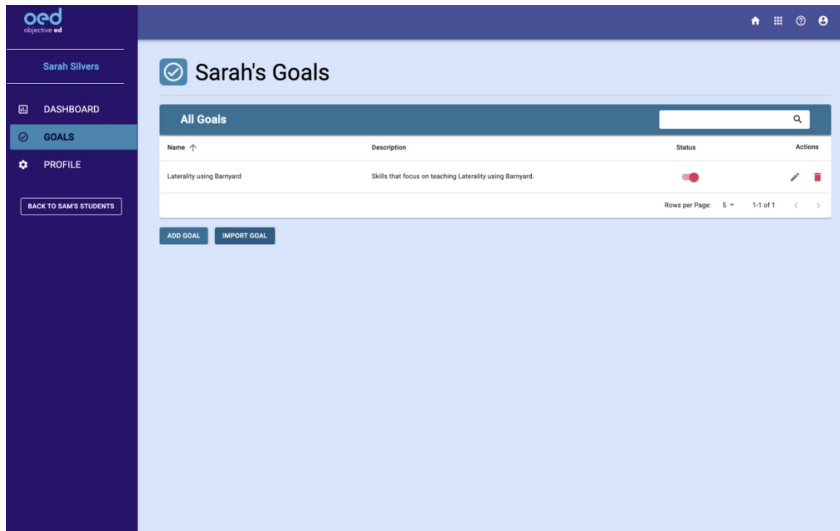 oed
objective ed
Sarah Silvers
DASHBOARD
GOALS
PROFILE
BACK TO SAM'S STUDENTS
Sarah's Goals
All Goals
Name Description Status Actions
Laterality using Barnyard Skills that focus on teaching Laterality using Barnyard.
Rows per Page: 5 1-1 of 1
ADD GOAL IMPORT GOAL